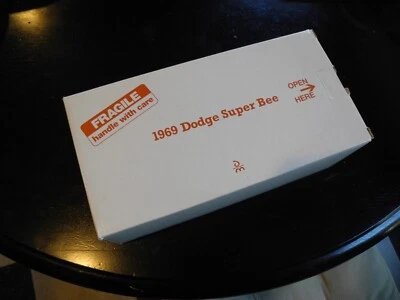 FRAGILE
handle with care
1969 Dodge Super Bee
OPEN
HERE